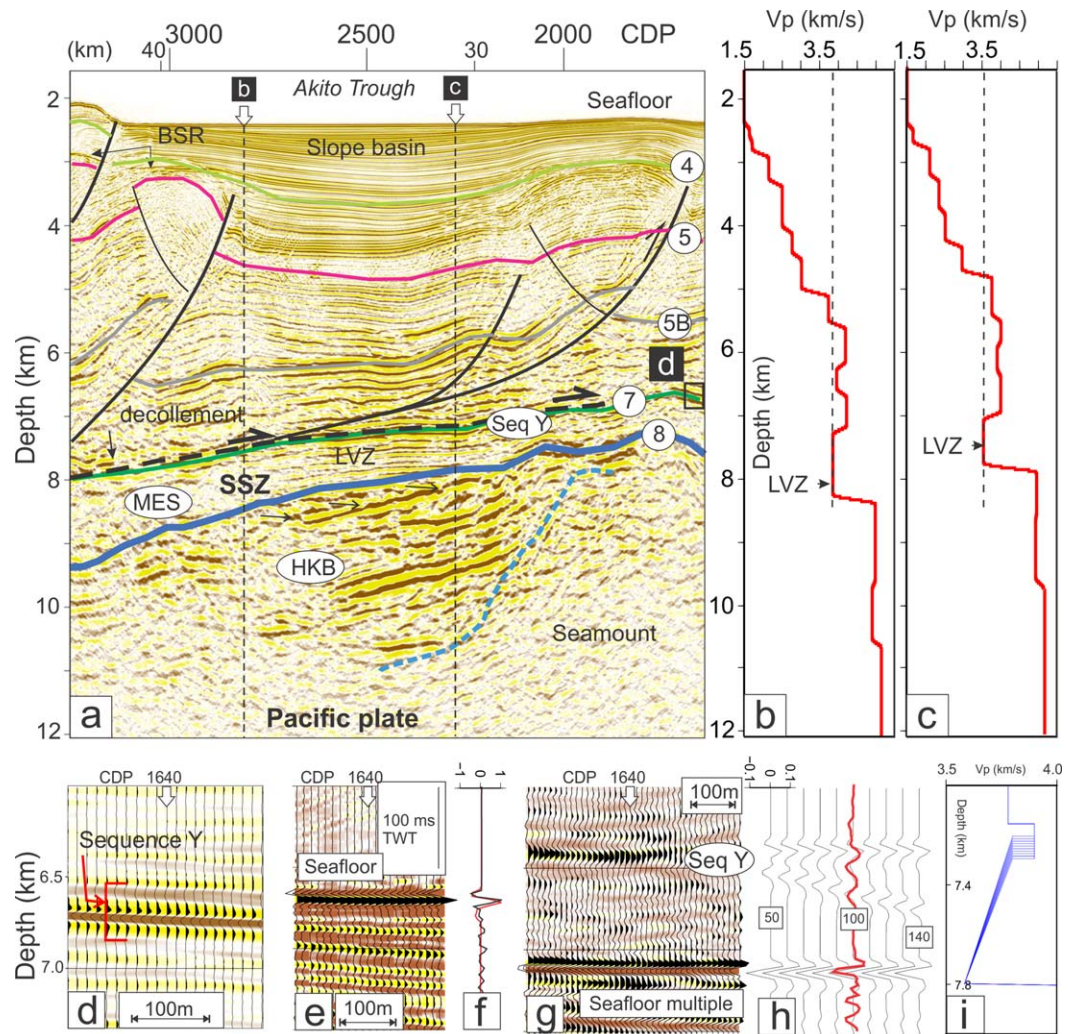 (km) 3000 2500 2000 CDP
40 30
Vp (km/s)
1.5 3.5
Vp (km/s)
1.5 3.5
b Akito Trough c Seafloor
2
BSR
Slope basin
4
4
5
5B
6
d
decollement
7
Seq Y
LVZ
8
8
MES
SSZ
HKB
10
Seamount
12
a
Pacific plate
Depth (km)
2
4
6
8
10
12
Depth (km)
LVZ
b
LVZ
c
CDP 1640
Sequence Y
6.5
7.0
Depth (km)
d
100m
CDP 1640
100 ms
TWT
Seafloor
e
100m
-1 0 1
f
CDP 1640
100m
Seq Y
g
Seafloor multiple
-0.1 0 0.1
50
100
140
h
3.5 Vp (km/s) 4.0
Depth (km)
7.4
7.8
i